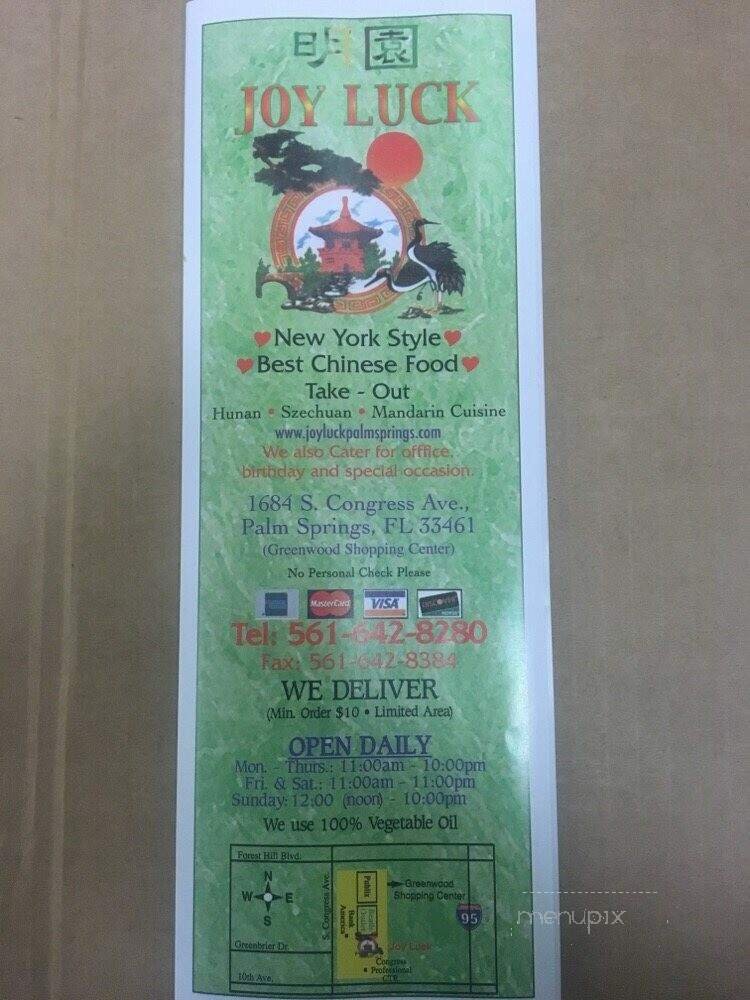 明園
JOY LUCK
New York Style
Best Chinese Food
Take - Out
Hunan • Szechuan • Mandarin Cuisine
www.joyluckpalmsprings.com
We also Cater for offfice,
birthday and special occasion.
1684 S. Congress Ave.,
Palm Springs, FL 33461
(Greenwood Shopping Center)
No Personal Check Please
MasterCard VISA DISCOVER
Tel: 561-642-8280
Fax: 561-642-8384
WE DELIVER
(Min. Order $10 • Limited Area)
OPEN DAILY
Mon. - Thurs.: 11:00am - 10:00pm
Fri. & Sat.: 11:00am - 11:00pm
Sunday: 12:00 (noon) - 10:00pm
We use 100% Vegetable Oil
Forest Hill Blvd.
N
W E
S
S. Congress Ave.
Publix
Bank
America
Greenwood
Shopping Center
95
menupix
Greenbrier Dr.
Joy Luck
Congress
Professional
CTR
10th Ave.